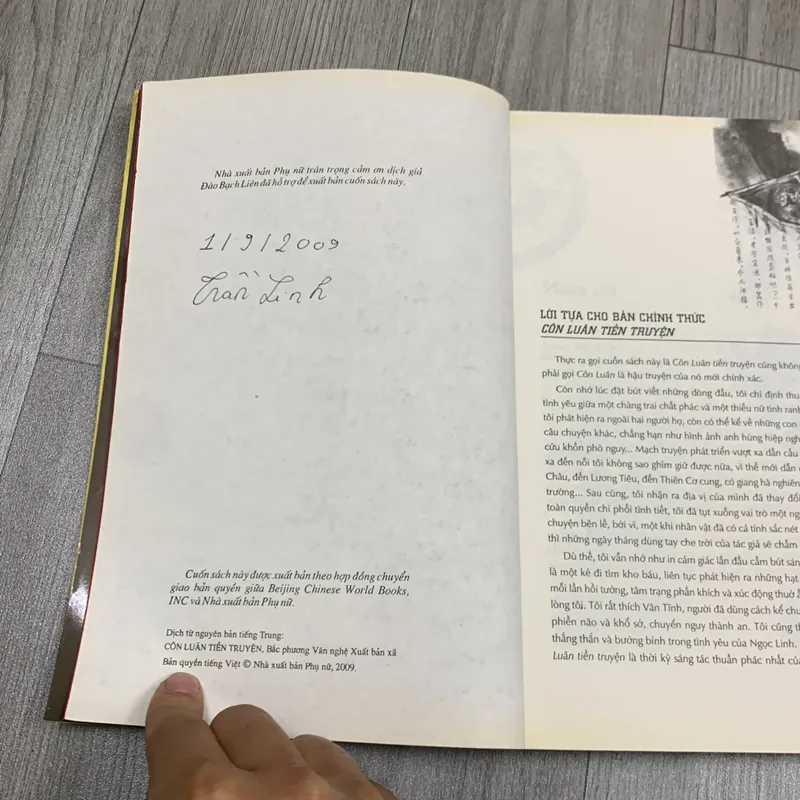 Nhà xuất bản Phụ nữ trân trọng cảm ơn dịch giả
Đào Bạch Liên đã hỗ trợ để xuất bản cuốn sách này.
1/9/2009
Trần Linh
Cuốn sách này được xuất bản theo hợp đồng chuyển
giao bản quyền giữa Beijing Chinese World Books,
INC và Nhà xuất bản Phụ nữ.
Dịch từ nguyên bản tiếng Trung:
CÔN LUÂN TIỀN TRUYỆN, Bắc phương Văn nghệ Xuất bản xã
Bản quyền tiếng Việt © Nhà xuất bản Phụ nữ, 2009.
LỜI TỰA CHO BẢN CHÍNH THỨC
CÔN LUÂN TIỀN TRUYỆN
Thực ra gọi cuốn sách này là Côn Luân tiền truyện cũng không
phải gọi Côn Luân là hậu truyện của nó mới chính xác.
Còn nhớ lúc đặt bút viết những dòng đầu, tôi chỉ định thu
tình yêu giữa một chàng trai chất phác và một thiếu nữ tinh ranh
tôi phát hiện ra ngoài hai người họ, còn có thể kể về những con
câu chuyện khác, chẳng hạn như hình ảnh anh hùng hiệp ngh
cứu khốn phò nguy... Mạch truyện phát triển vượt xa dẫn cầu
xa đến nỗi tôi không sao ghìm giữ được nữa, vì thế mới dẫn
Châu, đến Lương Tiêu, đến Thiên Cơ cung, có giang hà nghiên
trường... Sau cùng, tôi nhận ra địa vị của mình đã thay đổi
toàn quyền chi phối tình tiết, tôi đã tụt xuống vai trò một ng
chuyện bên lề, bởi vì, một khi nhân vật đã có cá tính sắc nét
thì những ngày tháng dùng tay che trời của tác giả sẽ chấm
Dù thế, tôi vẫn nhớ như in cảm giác lần đầu cầm bút sán
là một kẻ đi tìm kho báu, liên tục phát hiện ra những hạt
mỗi lần hồi tưởng, tâm trạng phấn khích và xúc động thuở
lòng tôi. Tôi rất thích Văn Tĩnh, người đã dùng cách kể chu
phiền não và khổ sở, chuyển nguy thành an. Tôi cũng th
thẳng thắn và bướng bỉnh trong tình yêu của Ngọc Linh.
Luân tiền truyện là thời kỳ sáng tác thuần phác nhất củ